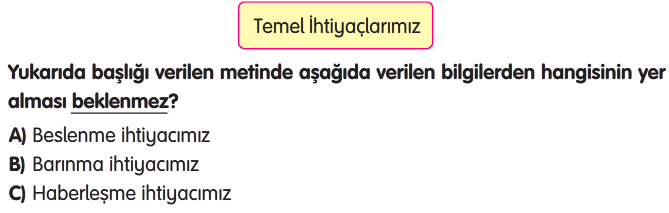 Temel İhtiyaçlarımız
Yukarıda başlığı verilen metinde aşağıda verilen bilgilerden hangisinin yer
alması beklenmez?
A) Beslenme ihtiyacımız
B) Barınma ihtiyacımız
C) Haberleşme ihtiyacımız